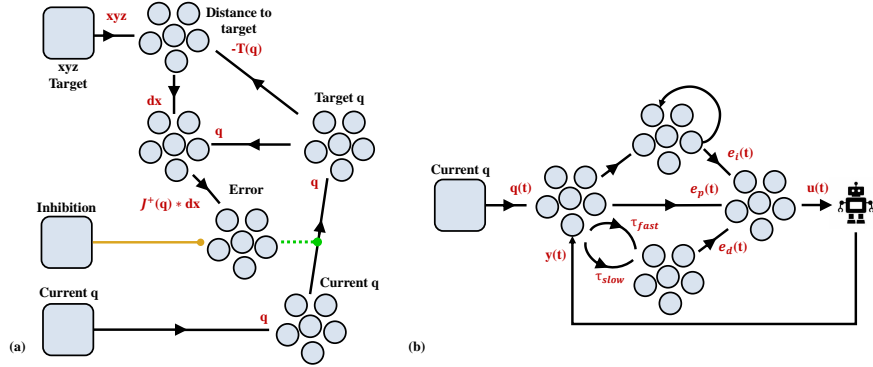 xyz
Distance to
target
-T(q)
xyz
Target
dx
q
Target q
J⁺(q) * dx
q
Error
Inhibition
Current q
q
Current q
(a)
Current q
q(t)
e_i(t)
e_p(t)
u(t)
τ_fast
e_d(t)
y(t)
τ_slow
(b)